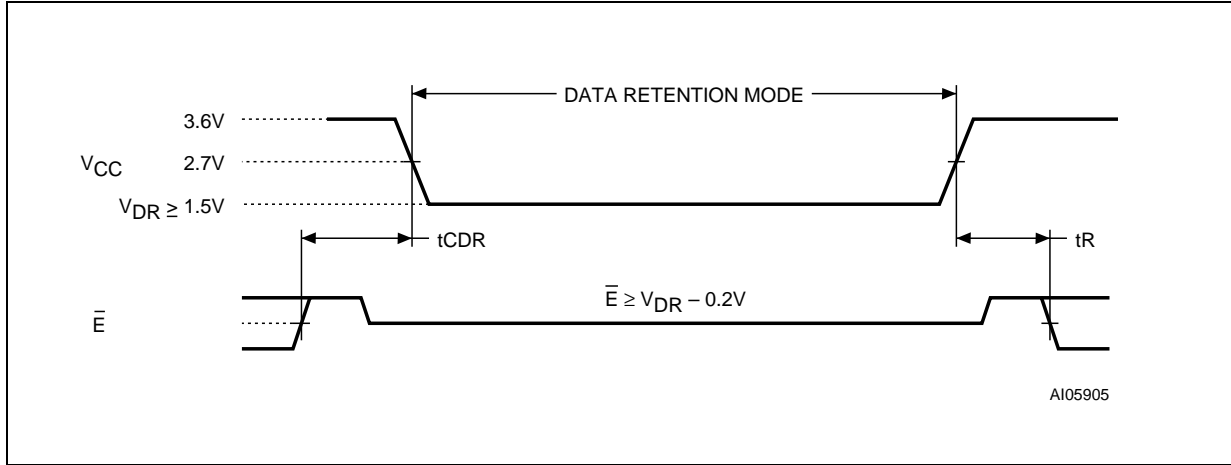 DATA RETENTION MODE
3.6V
VCC 2.7V
VDR ≥ 1.5V
tCDR
tR
E̅ ≥ VDR – 0.2V
E̅
AI05905